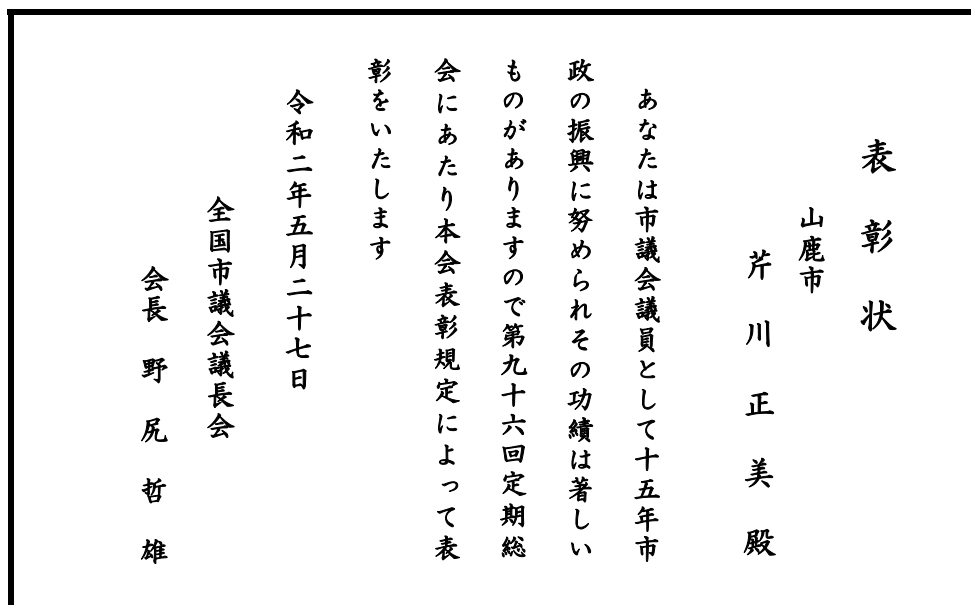 表彰状
山鹿市
芹川正美殿
あなたは市議会議員として十五年市
政の振興に努められその功績は著しい
ものがありますので第九十六回定期総
会にあたり本会表彰規定によって表
彰をいたします
令和二年五月二十七日
全国市議会議長会
会長 野尻哲雄